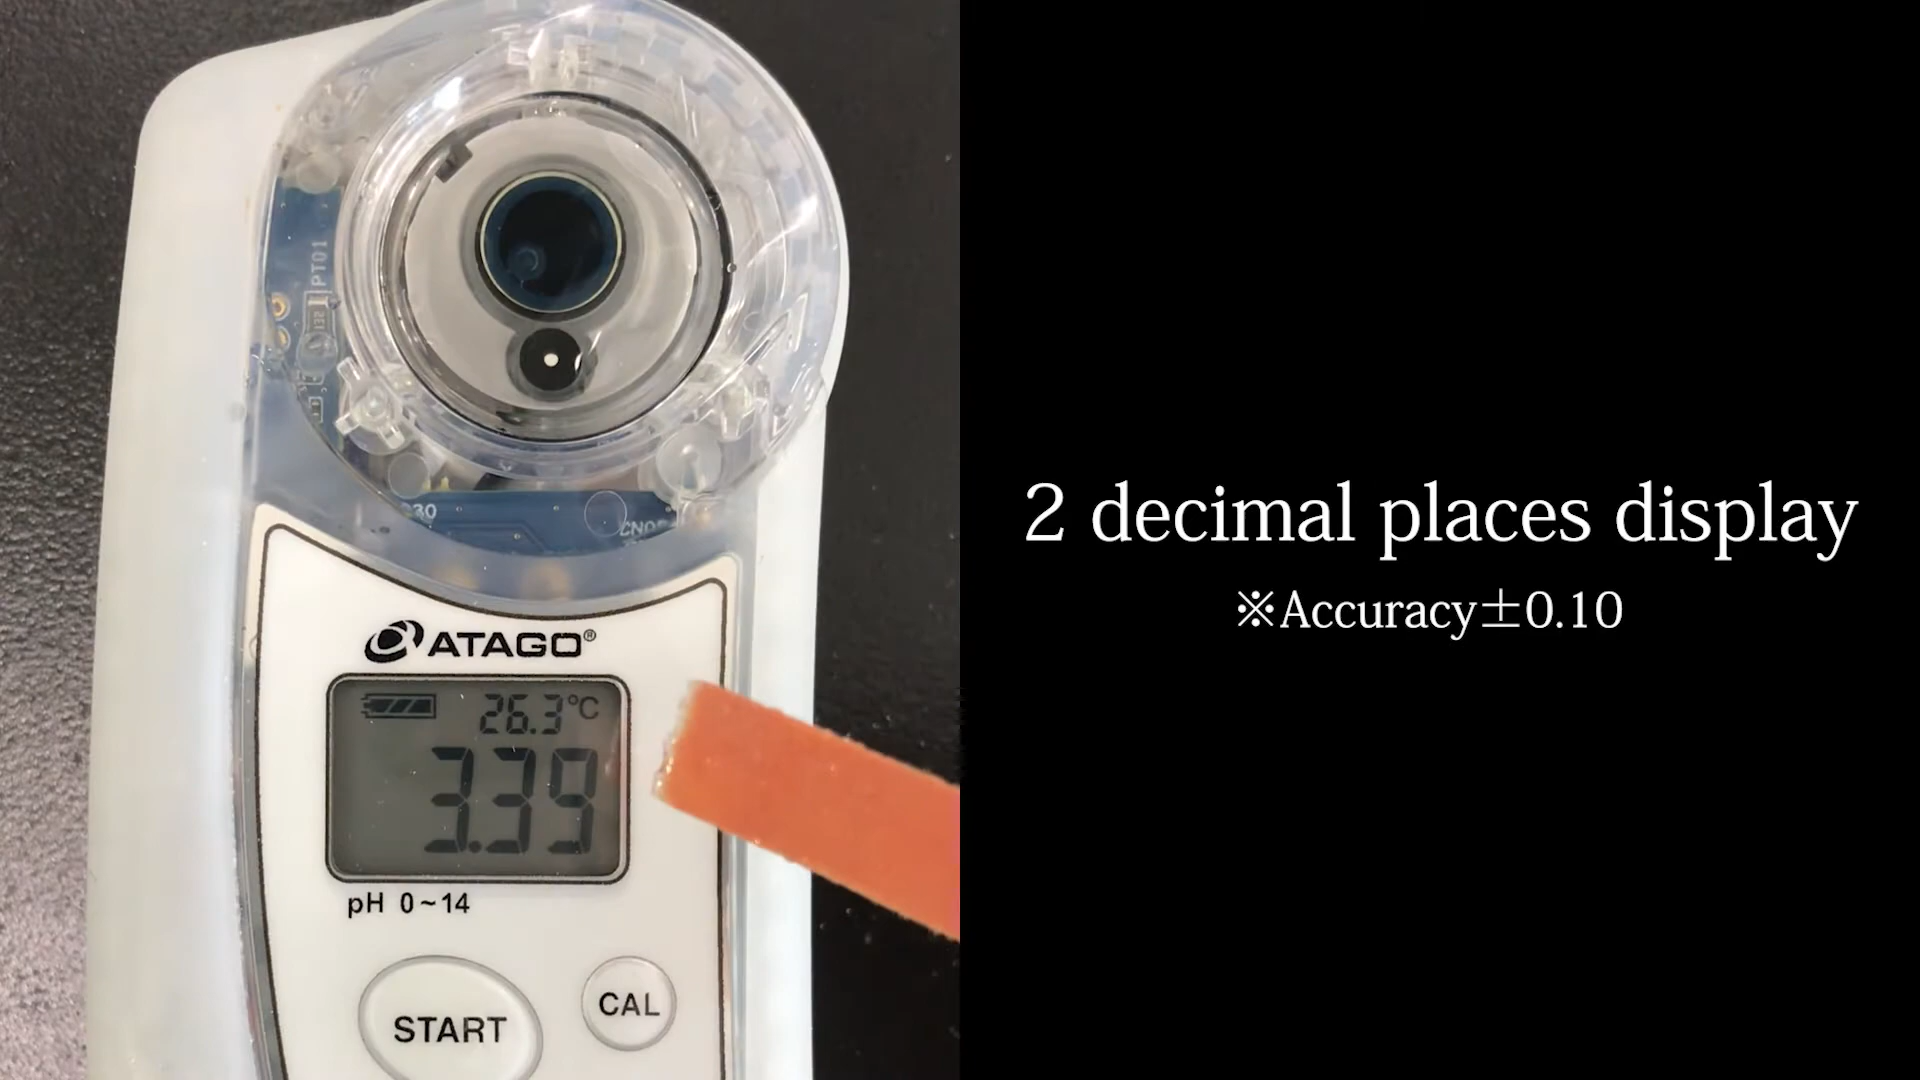 PT01
ATAGO®
26.3°C
3.39
pH 0~14
START
CAL
2 decimal places display
※Accuracy±0.10